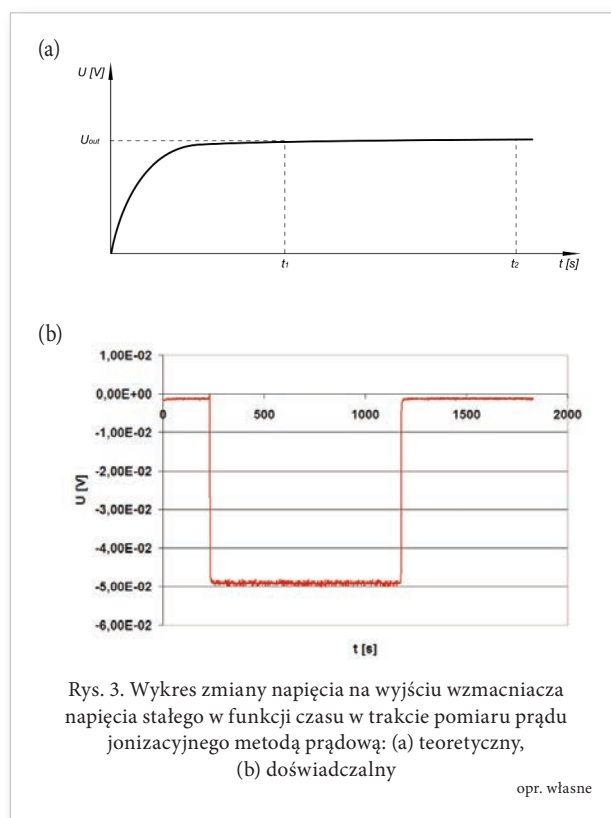 (a)
U [V]
Uout
t1
t2
t [s]
(b)
1,00E-02
0,00E+00
0
500
1000
1500
2000
-1,00E-02
-2,00E-02
-3,00E-02
-4,00E-02
-5,00E-02
-6,00E-02
U [V]
t [s]
Rys. 3. Wykres zmiany napięcia na wyjściu wzmacniacza
napięcia stałego w funkcji czasu w trakcie pomiaru prądu
jonizacyjnego metodą prądową: (a) teoretyczny,
(b) doświadczalny
opr. własne